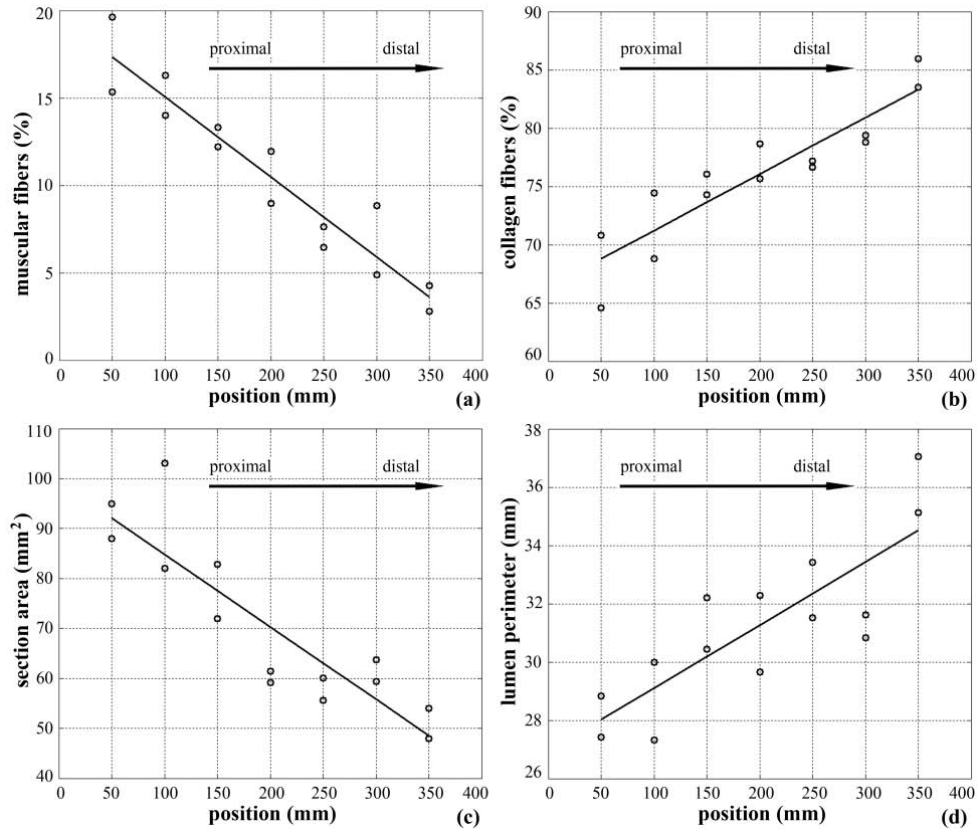 20
15
10
5
0
muscular fibers (%)
proximal distal
0 50 100 150 200 250 300 350 400
position (mm)
(a)
90
85
80
75
70
65
60
collagen fibers (%)
proximal distal
0 50 100 150 200 250 300 350 400
position (mm)
(b)
110
100
90
80
70
60
50
40
section area (mm²)
proximal distal
0 50 100 150 200 250 300 350 400
position (mm)
(c)
38
36
34
32
30
28
26
lumen perimeter (mm)
proximal distal
0 50 100 150 200 250 300 350 400
position (mm)
(d)